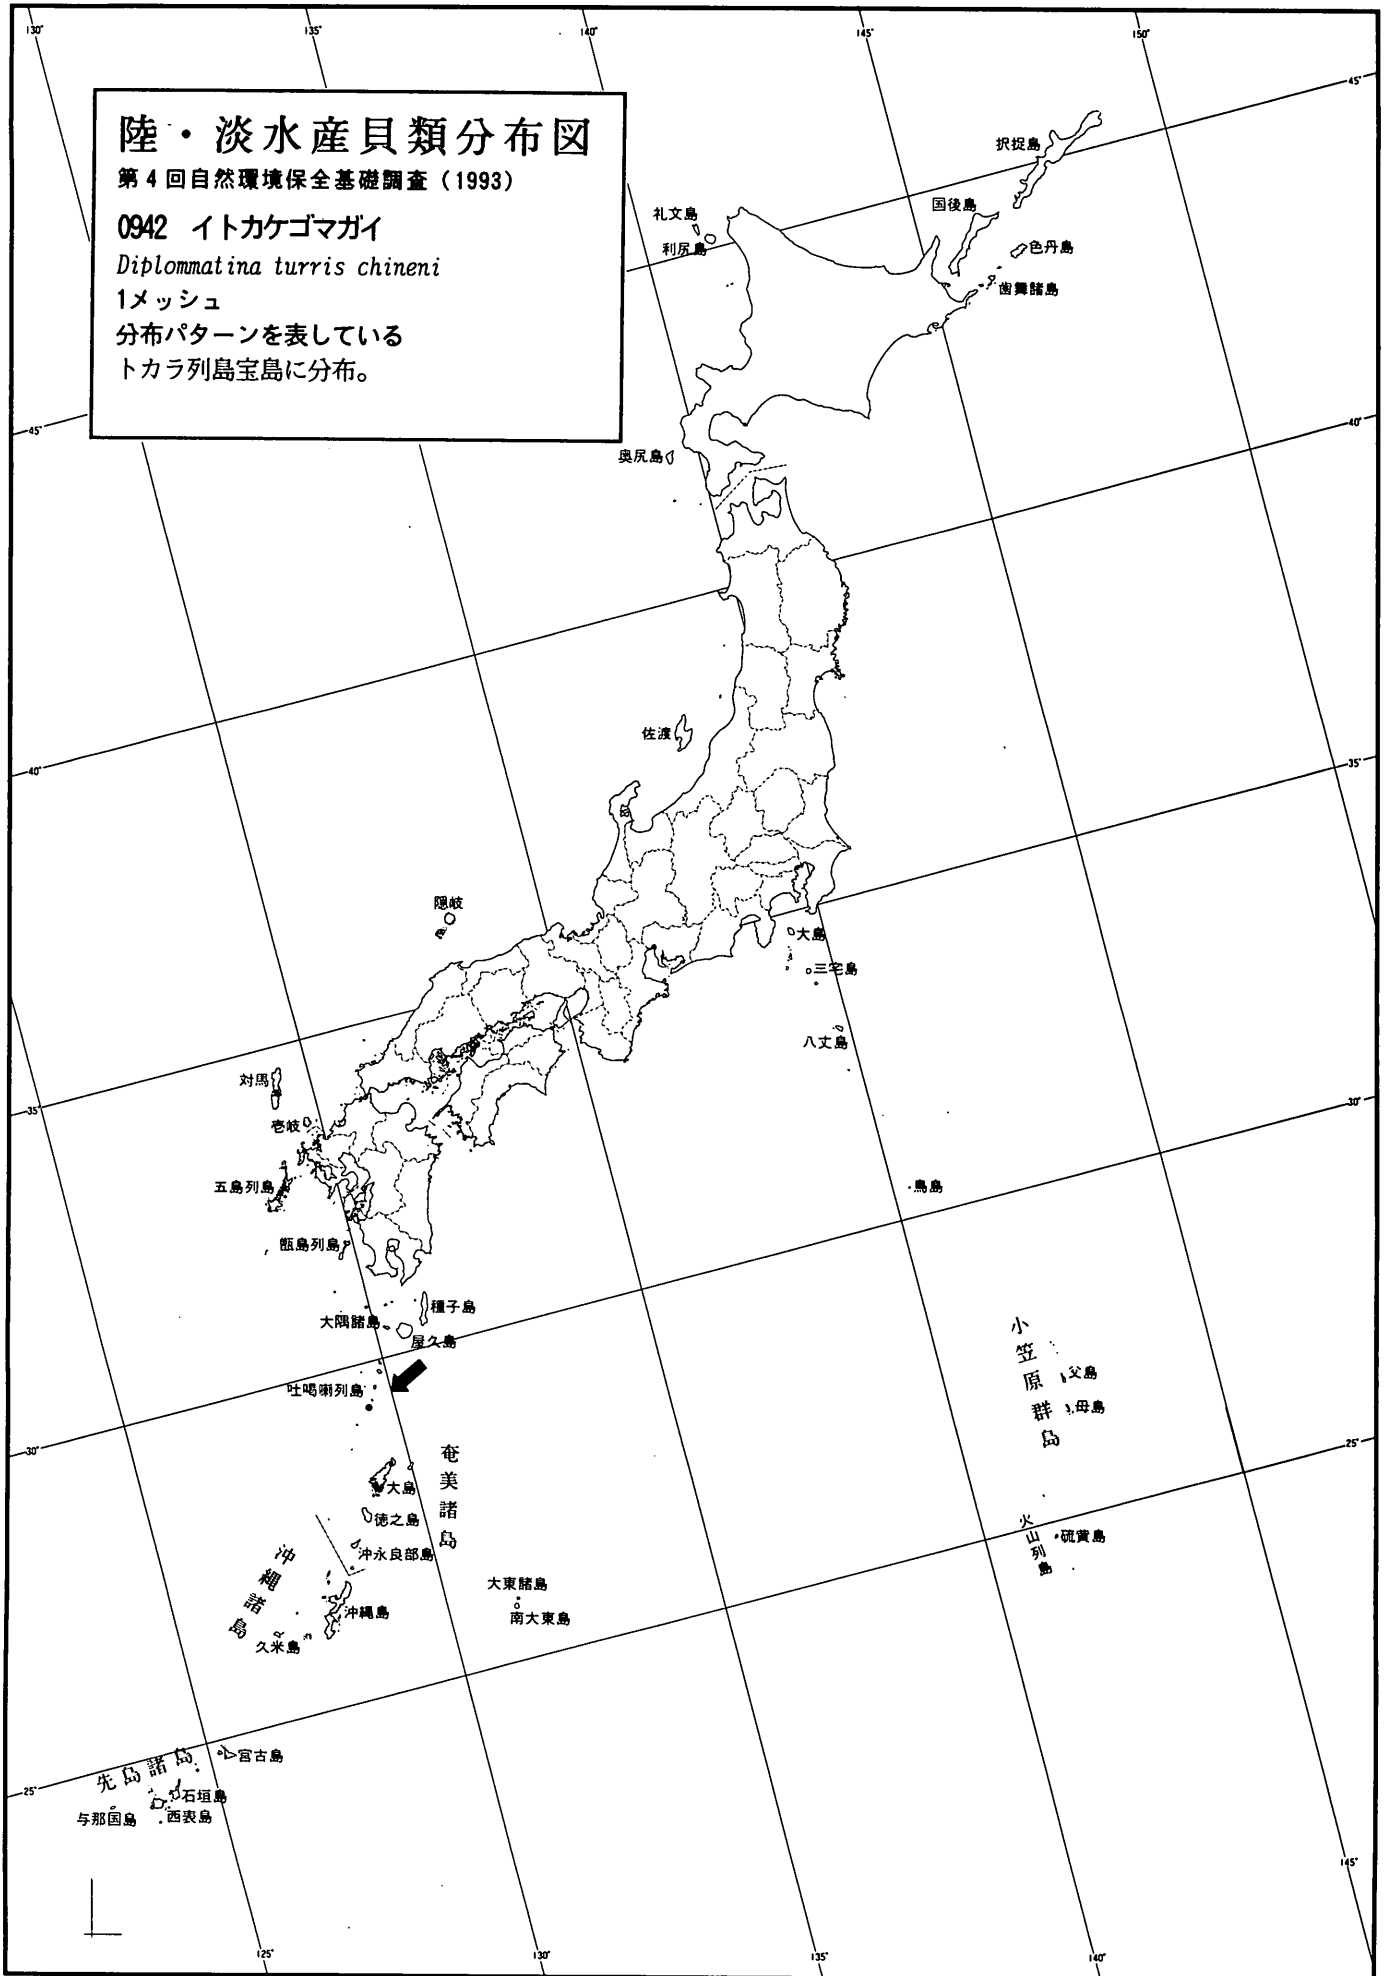 130° 135° 140° 145° 150°
陸・淡水産貝類分布図
第4回自然環境保全基礎調査(1993)
0942 イトカケゴマガイ
Diplommatina turris chineni
1メッシュ
分布パターンを表している
トカラ列島宝島に分布。
45°
択捉島
国後島
礼文島
利尻島
色丹島
歯舞諸島
45°
40°
奥尻島
佐渡
40°
35°
隠岐
大島
三宅島
八丈島
対馬
35°
壱岐
30°
五島列島
鳥島
甑島列島
種子島
大隅諸島
屋久島
吐喝喇列島
小笠原群島
父島
母島
30°
25°
奄美諸島
大島
徳之島
沖永良部島
火山列島
硫黄島
沖縄諸島
沖縄島
久米島
大東諸島
南大東島
先島諸島
宮古島
石垣島
西表島
与那国島
25°
145°
125° 130° 135° 140°